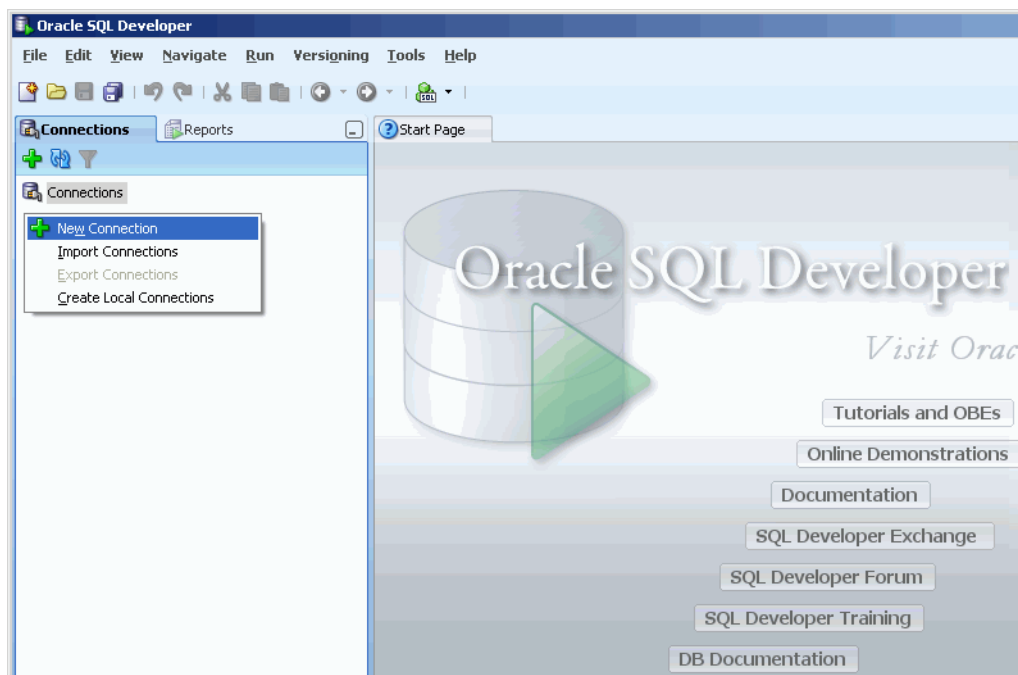 Oracle SQL Developer
File Edit View Navigate Run Versioning Tools Help
SQL
Connections Reports Start Page
Connections
New Connection
Import Connections
Export Connections
Create Local Connections
Oracle SQL Developer
Visit Orac
Tutorials and OBEs
Online Demonstrations
Documentation
SQL Developer Exchange
SQL Developer Forum
SQL Developer Training
DB Documentation